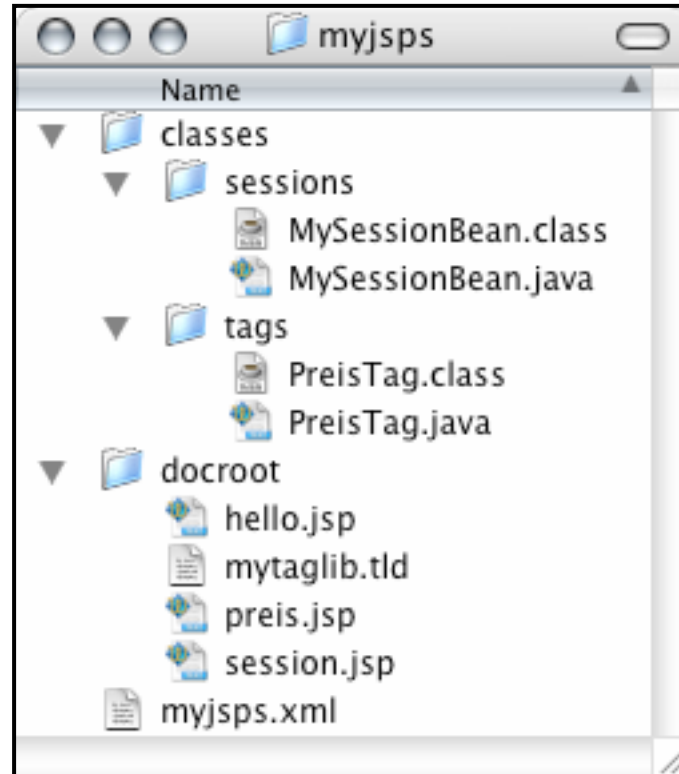 myjsps
Name
classes
sessions
MySessionBean.class
MySessionBean.java
tags
PreisTag.class
PreisTag.java
docroot
hello.jsp
mytaglib.tld
preis.jsp
session.jsp
myjsps.xml